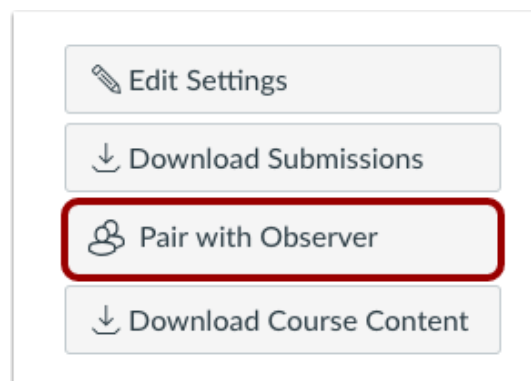 Edit Settings
Download Submissions
Pair with Observer
Download Course Content